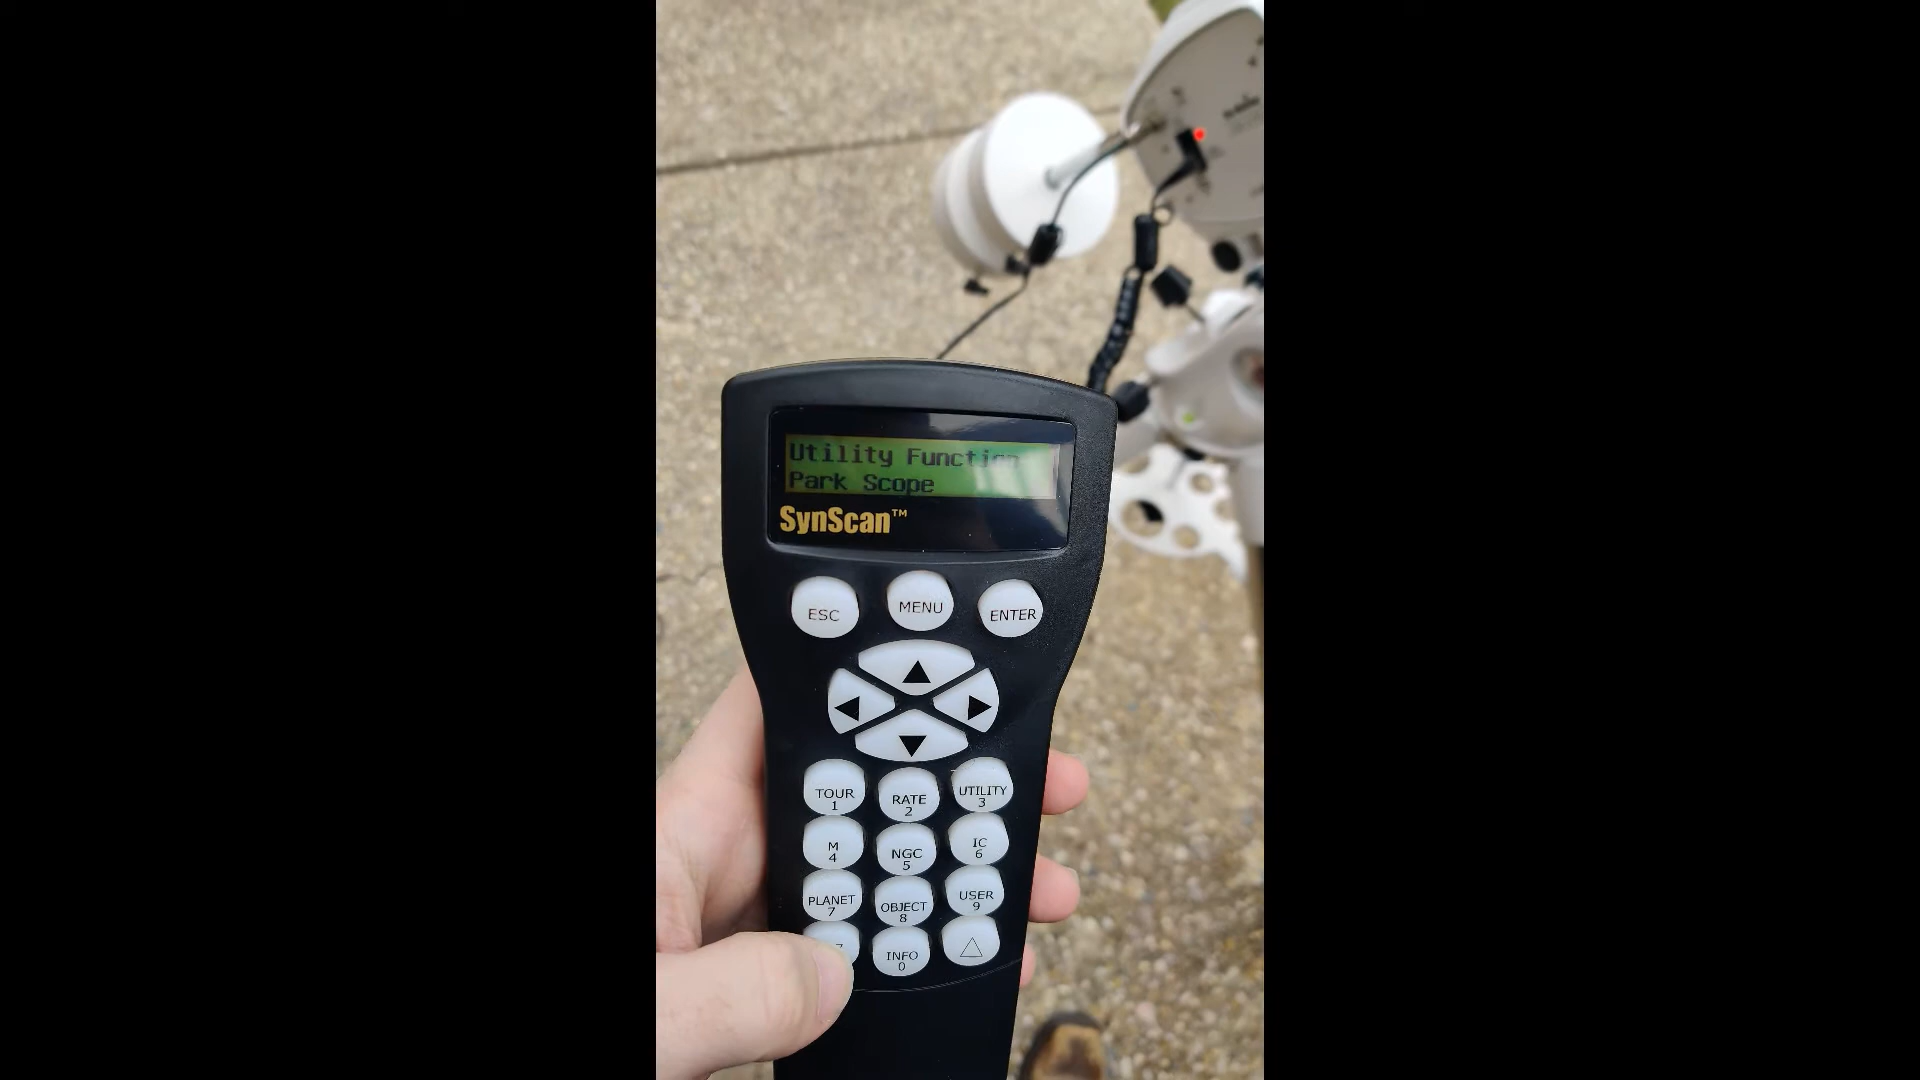 Utility Function
Park Scope
SynScan™
ESC
MENU
ENTER
TOUR
1
RATE
2
UTILITY
3
M
4
NGC
5
IC
6
PLANET
7
OBJECT
8
USER
9
INFO
0